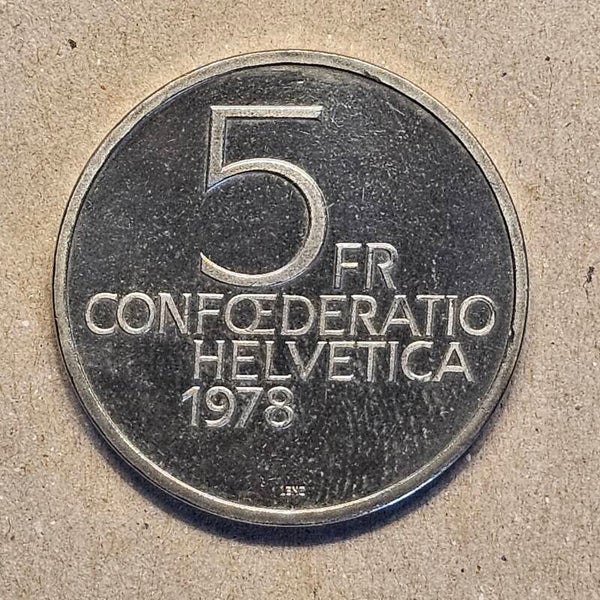 5 FR
CONFŒDERATIO
HELVETICA
1978